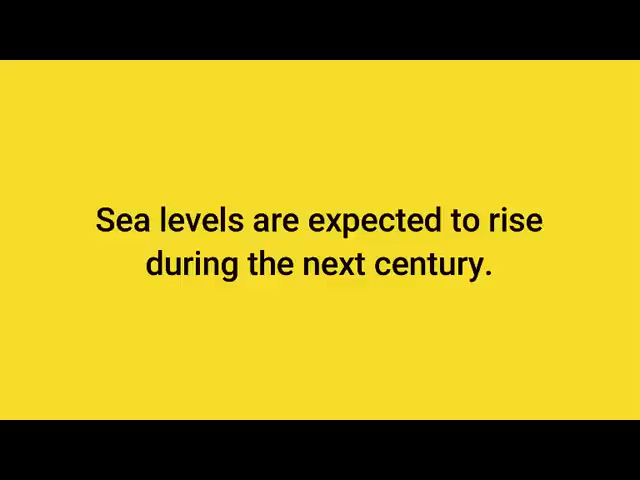 Sea levels are expected to rise
during the next century.